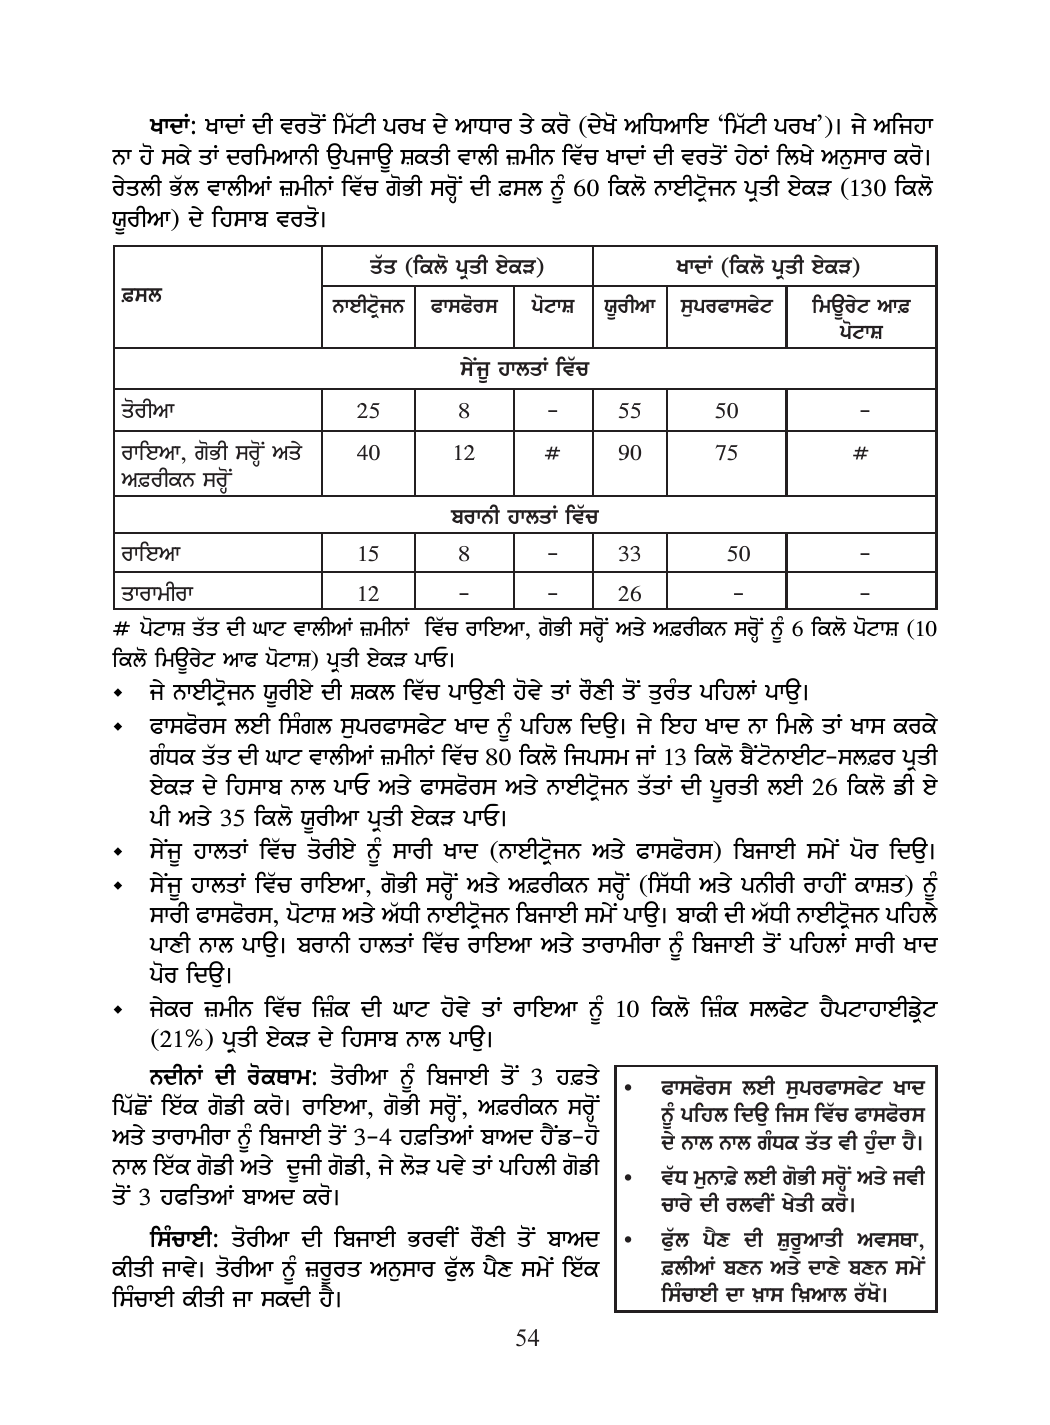 ਖਾਦਾਂ: ਖਾਦਾਂ ਦੀ ਵਰਤੋਂ ਮਿੱਟੀ ਪਰਖ ਦੇ ਆਧਾਰ ਤੇ ਕਰੋ (ਦੇਖੋ ਅਧਿਆਇ ‘ਮਿੱਟੀ ਪਰਖ’)। ਜੇ ਅਜਿਹਾ
ਨਾ ਹੋ ਸਕੇ ਤਾਂ ਦਰਮਿਆਨੀ ਉਪਜਾਊ ਸ਼ਕਤੀ ਵਾਲੀ ਜ਼ਮੀਨ ਵਿੱਚ ਖਾਦਾਂ ਦੀ ਵਰਤੋਂ ਹੇਠਾਂ ਲਿਖੇ ਅਨੁਸਾਰ ਕਰੋ।
ਰੇਤਲੀ ਭੱਲ ਵਾਲੀਆਂ ਜ਼ਮੀਨਾਂ ਵਿੱਚ ਗੋਭੀ ਸਰ੍ਹੋਂ ਦੀ ਫ਼ਸਲ ਨੂੰ 60 ਕਿਲੋ ਨਾਈਟ੍ਰੋਜਨ ਪ੍ਰਤੀ ਏਕੜ (130 ਕਿਲੋ
ਯੂਰੀਆ) ਦੇ ਹਿਸਾਬ ਵਰਤੋ।
ਫ਼ਸਲ ਤੱਤ (ਕਿਲੋ ਪ੍ਰਤੀ ਏਕੜ) ਖਾਦਾਂ (ਕਿਲੋ ਪ੍ਰਤੀ ਏਕੜ)
ਨਾਈਟ੍ਰੋਜਨ ਫਾਸਫੋਰਸ ਪੋਟਾਸ਼ ਯੂਰੀਆ ਸੁਪਰਫਾਸਫੇਟ ਮਿਊਰੇਟ ਆਫ਼
ਪੋਟਾਸ਼
ਸੇਂਜੂ ਹਾਲਤਾਂ ਵਿੱਚ
ਤੋਰੀਆ 25 8 – 55 50 –
ਰਾਇਆ, ਗੋਭੀ ਸਰ੍ਹੋਂ ਅਤੇ 40 12 # 90 75 #
ਅਫ਼ਰੀਕਨ ਸਰ੍ਹੋਂ
ਬਰਾਨੀ ਹਾਲਤਾਂ ਵਿੱਚ
ਰਾਇਆ 15 8 – 33 50 –
ਤਾਰਾਮੀਰਾ 12 – – 26 – –
# ਪੋਟਾਸ਼ ਤੱਤ ਦੀ ਘਾਟ ਵਾਲੀਆਂ ਜ਼ਮੀਨਾਂ ਵਿੱਚ ਰਾਇਆ, ਗੋਭੀ ਸਰ੍ਹੋਂ ਅਤੇ ਅਫ਼ਰੀਕਨ ਸਰ੍ਹੋਂ ਨੂੰ 6 ਕਿਲੋ ਪੋਟਾਸ਼ (10
ਕਿਲੋ ਮਿਊਰੇਟ ਆਫ ਪੋਟਾਸ਼) ਪ੍ਰਤੀ ਏਕੜ ਪਾਓ।
◆ ਜੇ ਨਾਈਟ੍ਰੋਜਨ ਯੂਰੀਏ ਦੀ ਸ਼ਕਲ ਵਿੱਚ ਪਾਉਣੀ ਹੋਵੇ ਤਾਂ ਰੌਣੀ ਤੋਂ ਤੁਰੰਤ ਪਹਿਲਾਂ ਪਾਉ।
◆ ਫਾਸਫੋਰਸ ਲਈ ਸਿੰਗਲ ਸੁਪਰਫਾਸਫੇਟ ਖਾਦ ਨੂੰ ਪਹਿਲ ਦਿਉ। ਜੇ ਇਹ ਖਾਦ ਨਾ ਮਿਲੇ ਤਾਂ ਖਾਸ ਕਰਕੇ
ਗੰਧਕ ਤੱਤ ਦੀ ਘਾਟ ਵਾਲੀਆਂ ਜ਼ਮੀਨਾਂ ਵਿੱਚ 80 ਕਿਲੋ ਜਿਪਸਮ ਜਾਂ 13 ਕਿਲੋ ਬੈਂਟੋਨਾਈਟ-ਸਲਫ਼ਰ ਪ੍ਰਤੀ
ਏਕੜ ਦੇ ਹਿਸਾਬ ਨਾਲ ਪਾਓ ਅਤੇ ਫਾਸਫੋਰਸ ਅਤੇ ਨਾਈਟ੍ਰੋਜਨ ਤੱਤਾਂ ਦੀ ਪੂਰਤੀ ਲਈ 26 ਕਿਲੋ ਡੀ ਏ
ਪੀ ਅਤੇ 35 ਕਿਲੋ ਯੂਰੀਆ ਪ੍ਰਤੀ ਏਕੜ ਪਾਓ।
◆ ਸੇਂਜੂ ਹਾਲਤਾਂ ਵਿੱਚ ਤੋਰੀਏ ਨੂੰ ਸਾਰੀ ਖਾਦ (ਨਾਈਟ੍ਰੋਜਨ ਅਤੇ ਫਾਸਫੋਰਸ) ਬਿਜਾਈ ਸਮੇਂ ਪੋਰ ਦਿਉ।
◆ ਸੇਂਜੂ ਹਾਲਤਾਂ ਵਿੱਚ ਰਾਇਆ, ਗੋਭੀ ਸਰ੍ਹੋਂ ਅਤੇ ਅਫ਼ਰੀਕਨ ਸਰ੍ਹੋਂ (ਸਿੱਧੀ ਅਤੇ ਪਨੀਰੀ ਰਾਹੀਂ ਕਾਸ਼ਤ) ਨੂੰ
ਸਾਰੀ ਫਾਸਫੋਰਸ, ਪੋਟਾਸ਼ ਅਤੇ ਅੱਧੀ ਨਾਈਟ੍ਰੋਜਨ ਬਿਜਾਈ ਸਮੇਂ ਪਾਉ। ਬਾਕੀ ਦੀ ਅੱਧੀ ਨਾਈਟ੍ਰੋਜਨ ਪਹਿਲੇ
ਪਾਣੀ ਨਾਲ ਪਾਉ। ਬਰਾਨੀ ਹਾਲਤਾਂ ਵਿੱਚ ਰਾਇਆ ਅਤੇ ਤਾਰਾਮੀਰਾ ਨੂੰ ਬਿਜਾਈ ਤੋਂ ਪਹਿਲਾਂ ਸਾਰੀ ਖਾਦ
ਪੋਰ ਦਿਉ।
◆ ਜੇਕਰ ਜ਼ਮੀਨ ਵਿੱਚ ਜ਼ਿੰਕ ਦੀ ਘਾਟ ਹੋਵੇ ਤਾਂ ਰਾਇਆ ਨੂੰ 10 ਕਿਲੋ ਜ਼ਿੰਕ ਸਲਫੇਟ ਹੈਪਟਾਹਾਈਡ੍ਰੇਟ
(21%) ਪ੍ਰਤੀ ਏਕੜ ਦੇ ਹਿਸਾਬ ਨਾਲ ਪਾਉ।
ਨਦੀਨਾਂ ਦੀ ਰੋਕਥਾਮ: ਤੋਰੀਆ ਨੂੰ ਬਿਜਾਈ ਤੋਂ 3 ਹਫ਼ਤੇ
ਪਿੱਛੋਂ ਇੱਕ ਗੋਡੀ ਕਰੋ। ਰਾਇਆ, ਗੋਭੀ ਸਰ੍ਹੋਂ, ਅਫ਼ਰੀਕਨ ਸਰ੍ਹੋਂ
ਅਤੇ ਤਾਰਾਮੀਰਾ ਨੂੰ ਬਿਜਾਈ ਤੋਂ 3-4 ਹਫ਼ਤਿਆਂ ਬਾਅਦ ਹੈਂਡ-ਹੋ
ਨਾਲ ਇੱਕ ਗੋਡੀ ਅਤੇ ਦੂਜੀ ਗੋਡੀ, ਜੇ ਲੋੜ ਪਵੇ ਤਾਂ ਪਹਿਲੀ ਗੋਡੀ
ਤੋਂ 3 ਹਫਤਿਆਂ ਬਾਅਦ ਕਰੋ।
ਸਿੰਚਾਈ: ਤੋਰੀਆ ਦੀ ਬਿਜਾਈ ਭਰਵੀਂ ਰੌਣੀ ਤੋਂ ਬਾਅਦ
ਕੀਤੀ ਜਾਵੇ। ਤੋਰੀਆ ਨੂੰ ਜ਼ਰੂਰਤ ਅਨੁਸਾਰ ਫੁੱਲ ਪੈਣ ਸਮੇਂ ਇੱਕ
ਸਿੰਚਾਈ ਕੀਤੀ ਜਾ ਸਕਦੀ ਹੈ।
• ਫਾਸਫੋਰਸ ਲਈ ਸੁਪਰਫਾਸਫੇਟ ਖਾਦ
ਨੂੰ ਪਹਿਲ ਦਿਉ ਜਿਸ ਵਿੱਚ ਫਾਸਫੋਰਸ
ਦੇ ਨਾਲ ਨਾਲ ਗੰਧਕ ਤੱਤ ਵੀ ਹੁੰਦਾ ਹੈ।
• ਵੱਧ ਮੁਨਾਫ਼ੇ ਲਈ ਗੋਭੀ ਸਰ੍ਹੋਂ ਅਤੇ ਜਵੀ
ਚਾਰੇ ਦੀ ਰਲਵੀਂ ਖੇਤੀ ਕਰੋ।
• ਫੁੱਲ ਪੈਣ ਦੀ ਸ਼ੁਰੂਆਤੀ ਅਵਸਥਾ,
ਫ਼ਲੀਆਂ ਬਣਨ ਅਤੇ ਦਾਣੇ ਬਣਨ ਸਮੇਂ
ਸਿੰਚਾਈ ਦਾ ਖ਼ਾਸ ਖ਼ਿਆਲ ਰੱਖੋ।
54